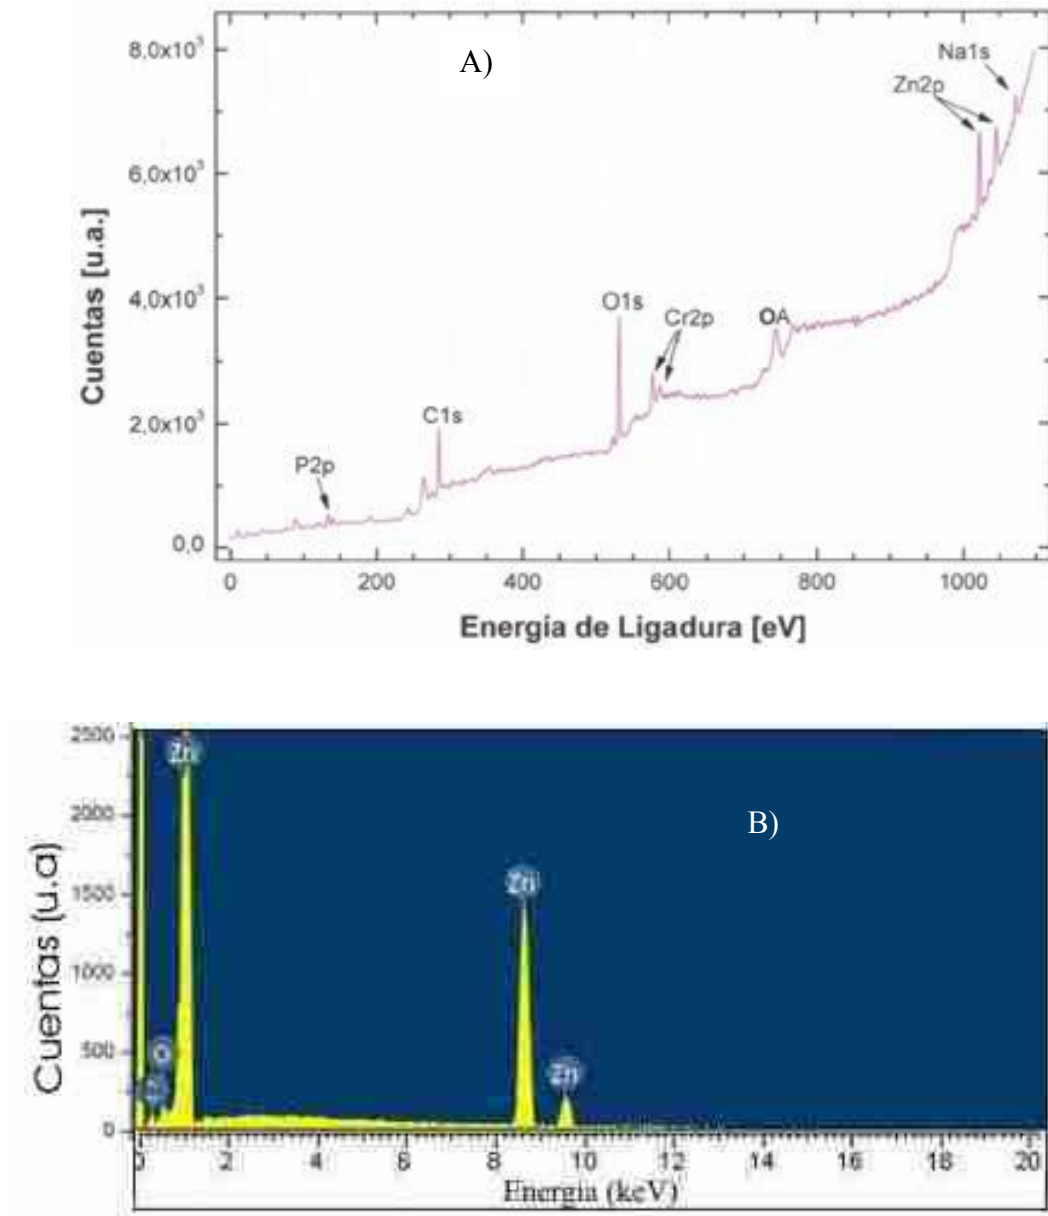 A)
8,0x10³
6,0x10³
4,0x10³
2,0x10³
0,0
Cuentas [u.a.]
P2p
C1s
O1s
Cr2p
OA
Zn2p
Na1s
0 200 400 600 800 1000
Energia de Ligadura [eV]
B)
2500
2000
1500
1000
500
0
Cuentas (u.a)
Zn
O
Zn
Zn
0 2 4 6 8 10 12 14 16 18 20
Energia (keV)